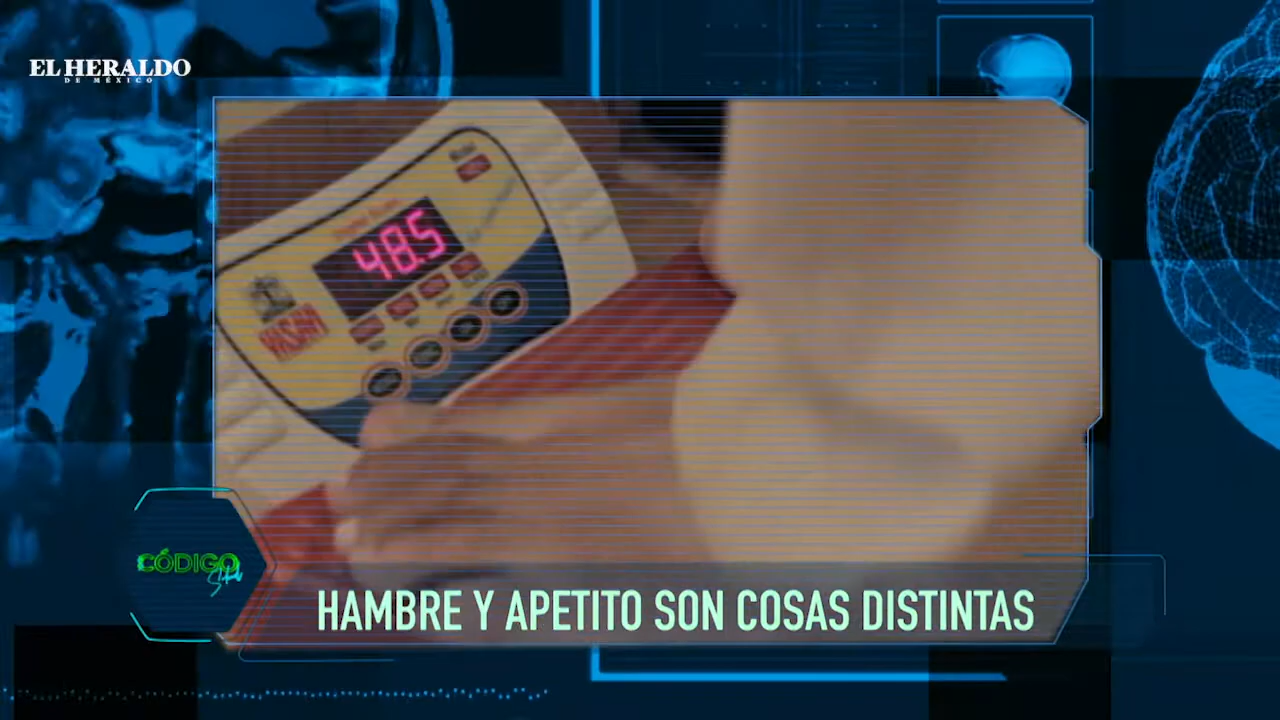 EL HERALDO
DE MÉXICO
48.5
CÓDIGO
HAMBRE Y APETITO SON COSAS DISTINTAS